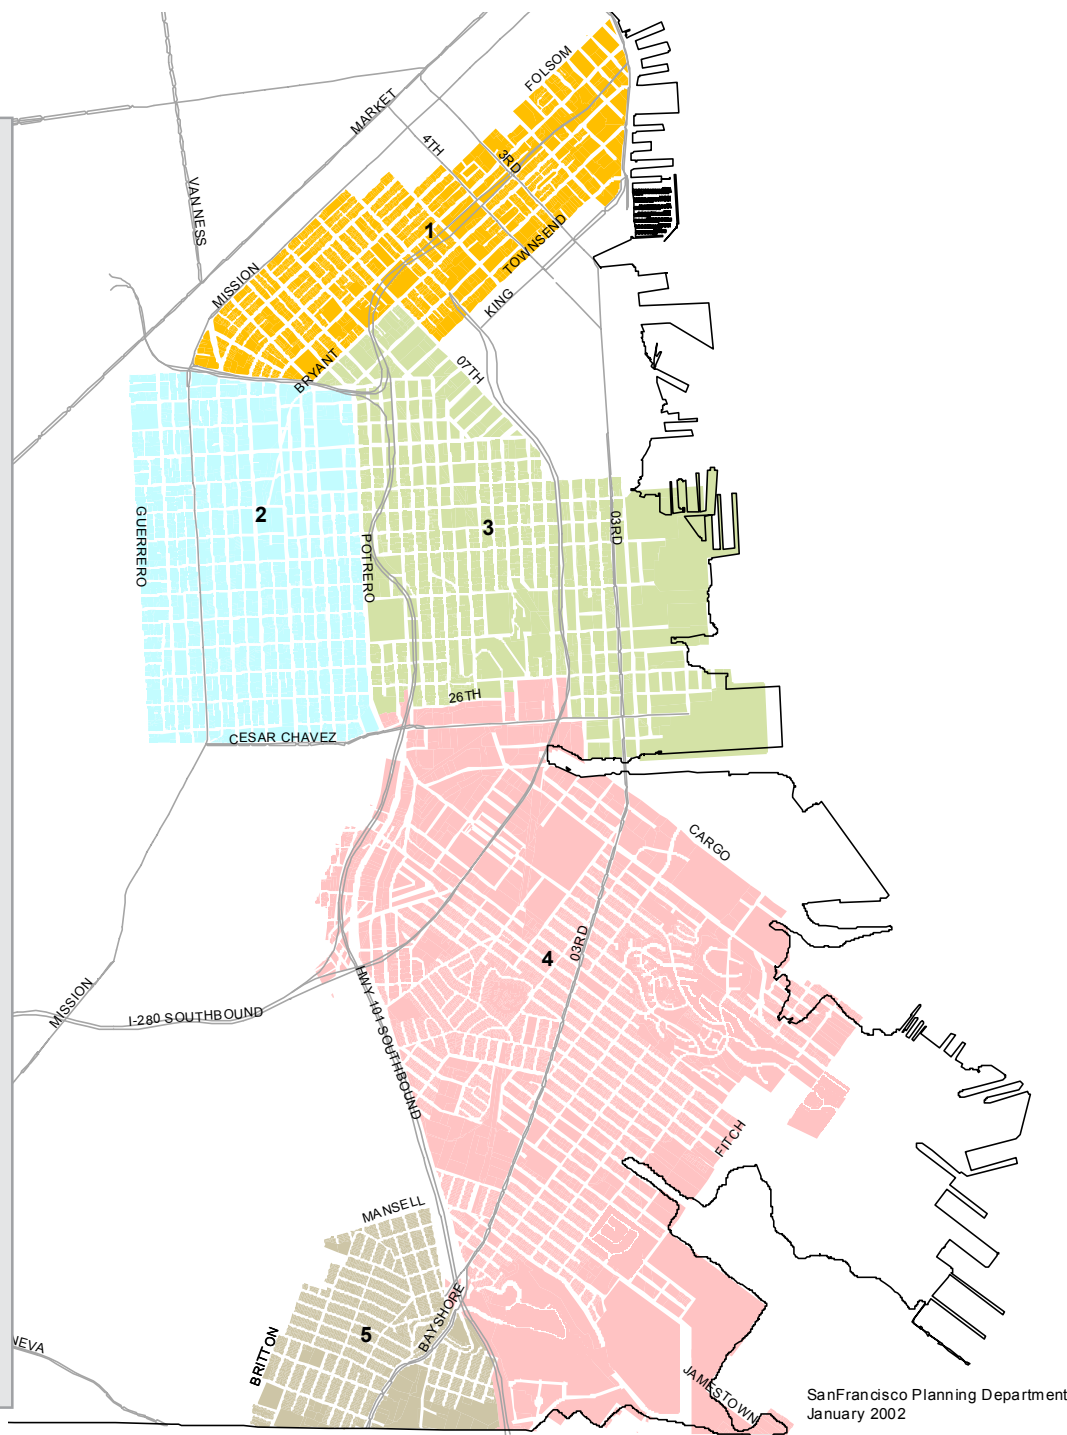 FOLSOM
MARKET
4TH
3RD
VAN NESS
1
MISSION
TOWNSEND
KING
BRYANT
07TH
2
GUERRERO
POTRERO
3
03RD
26TH
CESAR CHAVEZ
CARGO
03RD
4
MISSION
I-280 SOUTHBOUND
HWY 101 SOUTHBOUND
FITCH
MANSELL
BAYSHORE
5
BRITTON
NEVA
JAMESTOWN
SanFrancisco Planning Department
January 2002